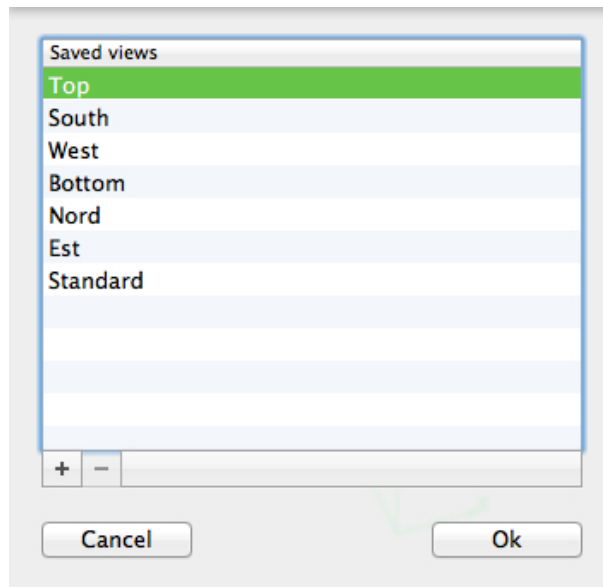 Saved views
Top
South
West
Bottom
Nord
Est
Standard
+ −
Cancel Ok